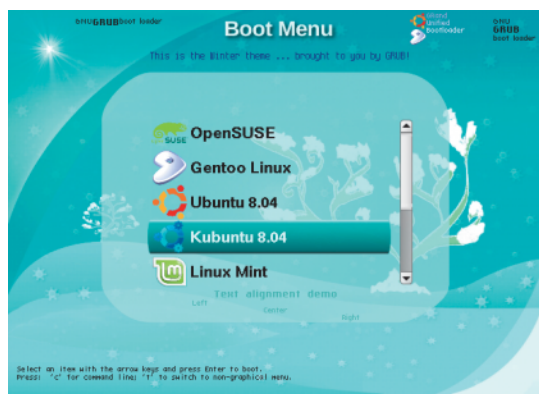 GNU GRUB boot loader
Boot Menu
Grand Unified Bootloader
GNU GRUB boot loader
This is the Winter theme ... brought to you by GRUB!
SUSE
OpenSUSE
Gentoo Linux
Ubuntu 8.04
Kubuntu 8.04
Linux Mint
Text alignment demo
Left
Center
Right
Select an item with the arrow keys and press Enter to boot.
Press: 'c' for command line; 't' to switch to non-graphical menu.